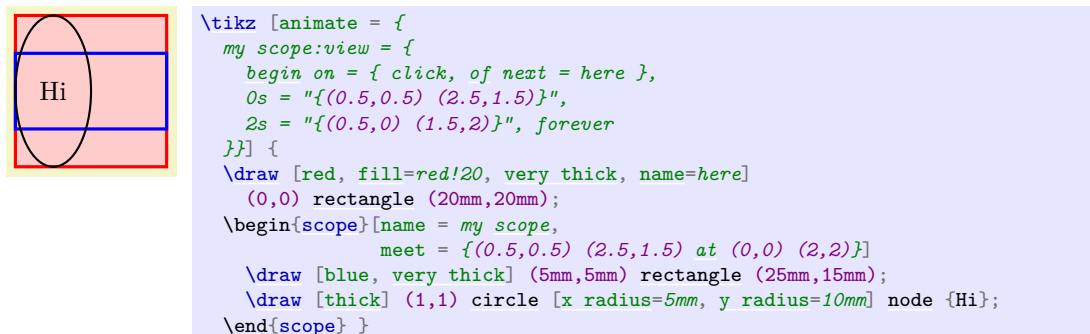 Hi
\tikz [animate = {
  my scope:view = {
    begin on = { click, of next = here },
    0s = "{(0.5,0.5) (2.5,1.5)}",
    2s = "{(0.5,0) (1.5,2)}", forever
  }}] {
  \draw [red, fill=red!20, very thick, name=here]
    (0,0) rectangle (20mm,20mm);
  \begin{scope}[name = my scope,
                meet = {(0.5,0.5) (2.5,1.5) at (0,0) (2,2)}]
    \draw [blue, very thick] (5mm,5mm) rectangle (25mm,15mm);
    \draw [thick] (1,1) circle [x radius=5mm, y radius=10mm] node {Hi};
  \end{scope} }